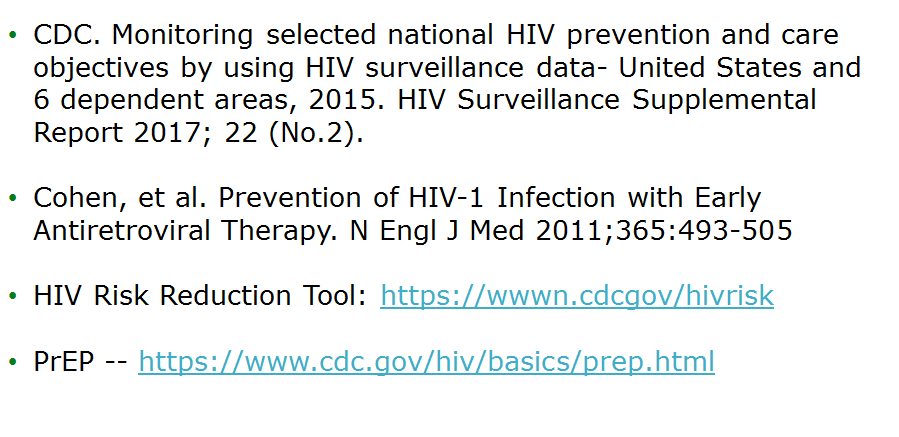 • CDC. Monitoring selected national HIV prevention and care
objectives by using HIV surveillance data- United States and
6 dependent areas, 2015. HIV Surveillance Supplemental
Report 2017; 22 (No.2).
• Cohen, et al. Prevention of HIV-1 Infection with Early
Antiretroviral Therapy. N Engl J Med 2011;365:493-505
• HIV Risk Reduction Tool: https://wwwn.cdcgov/hivrisk
• PrEP -- https://www.cdc.gov/hiv/basics/prep.html